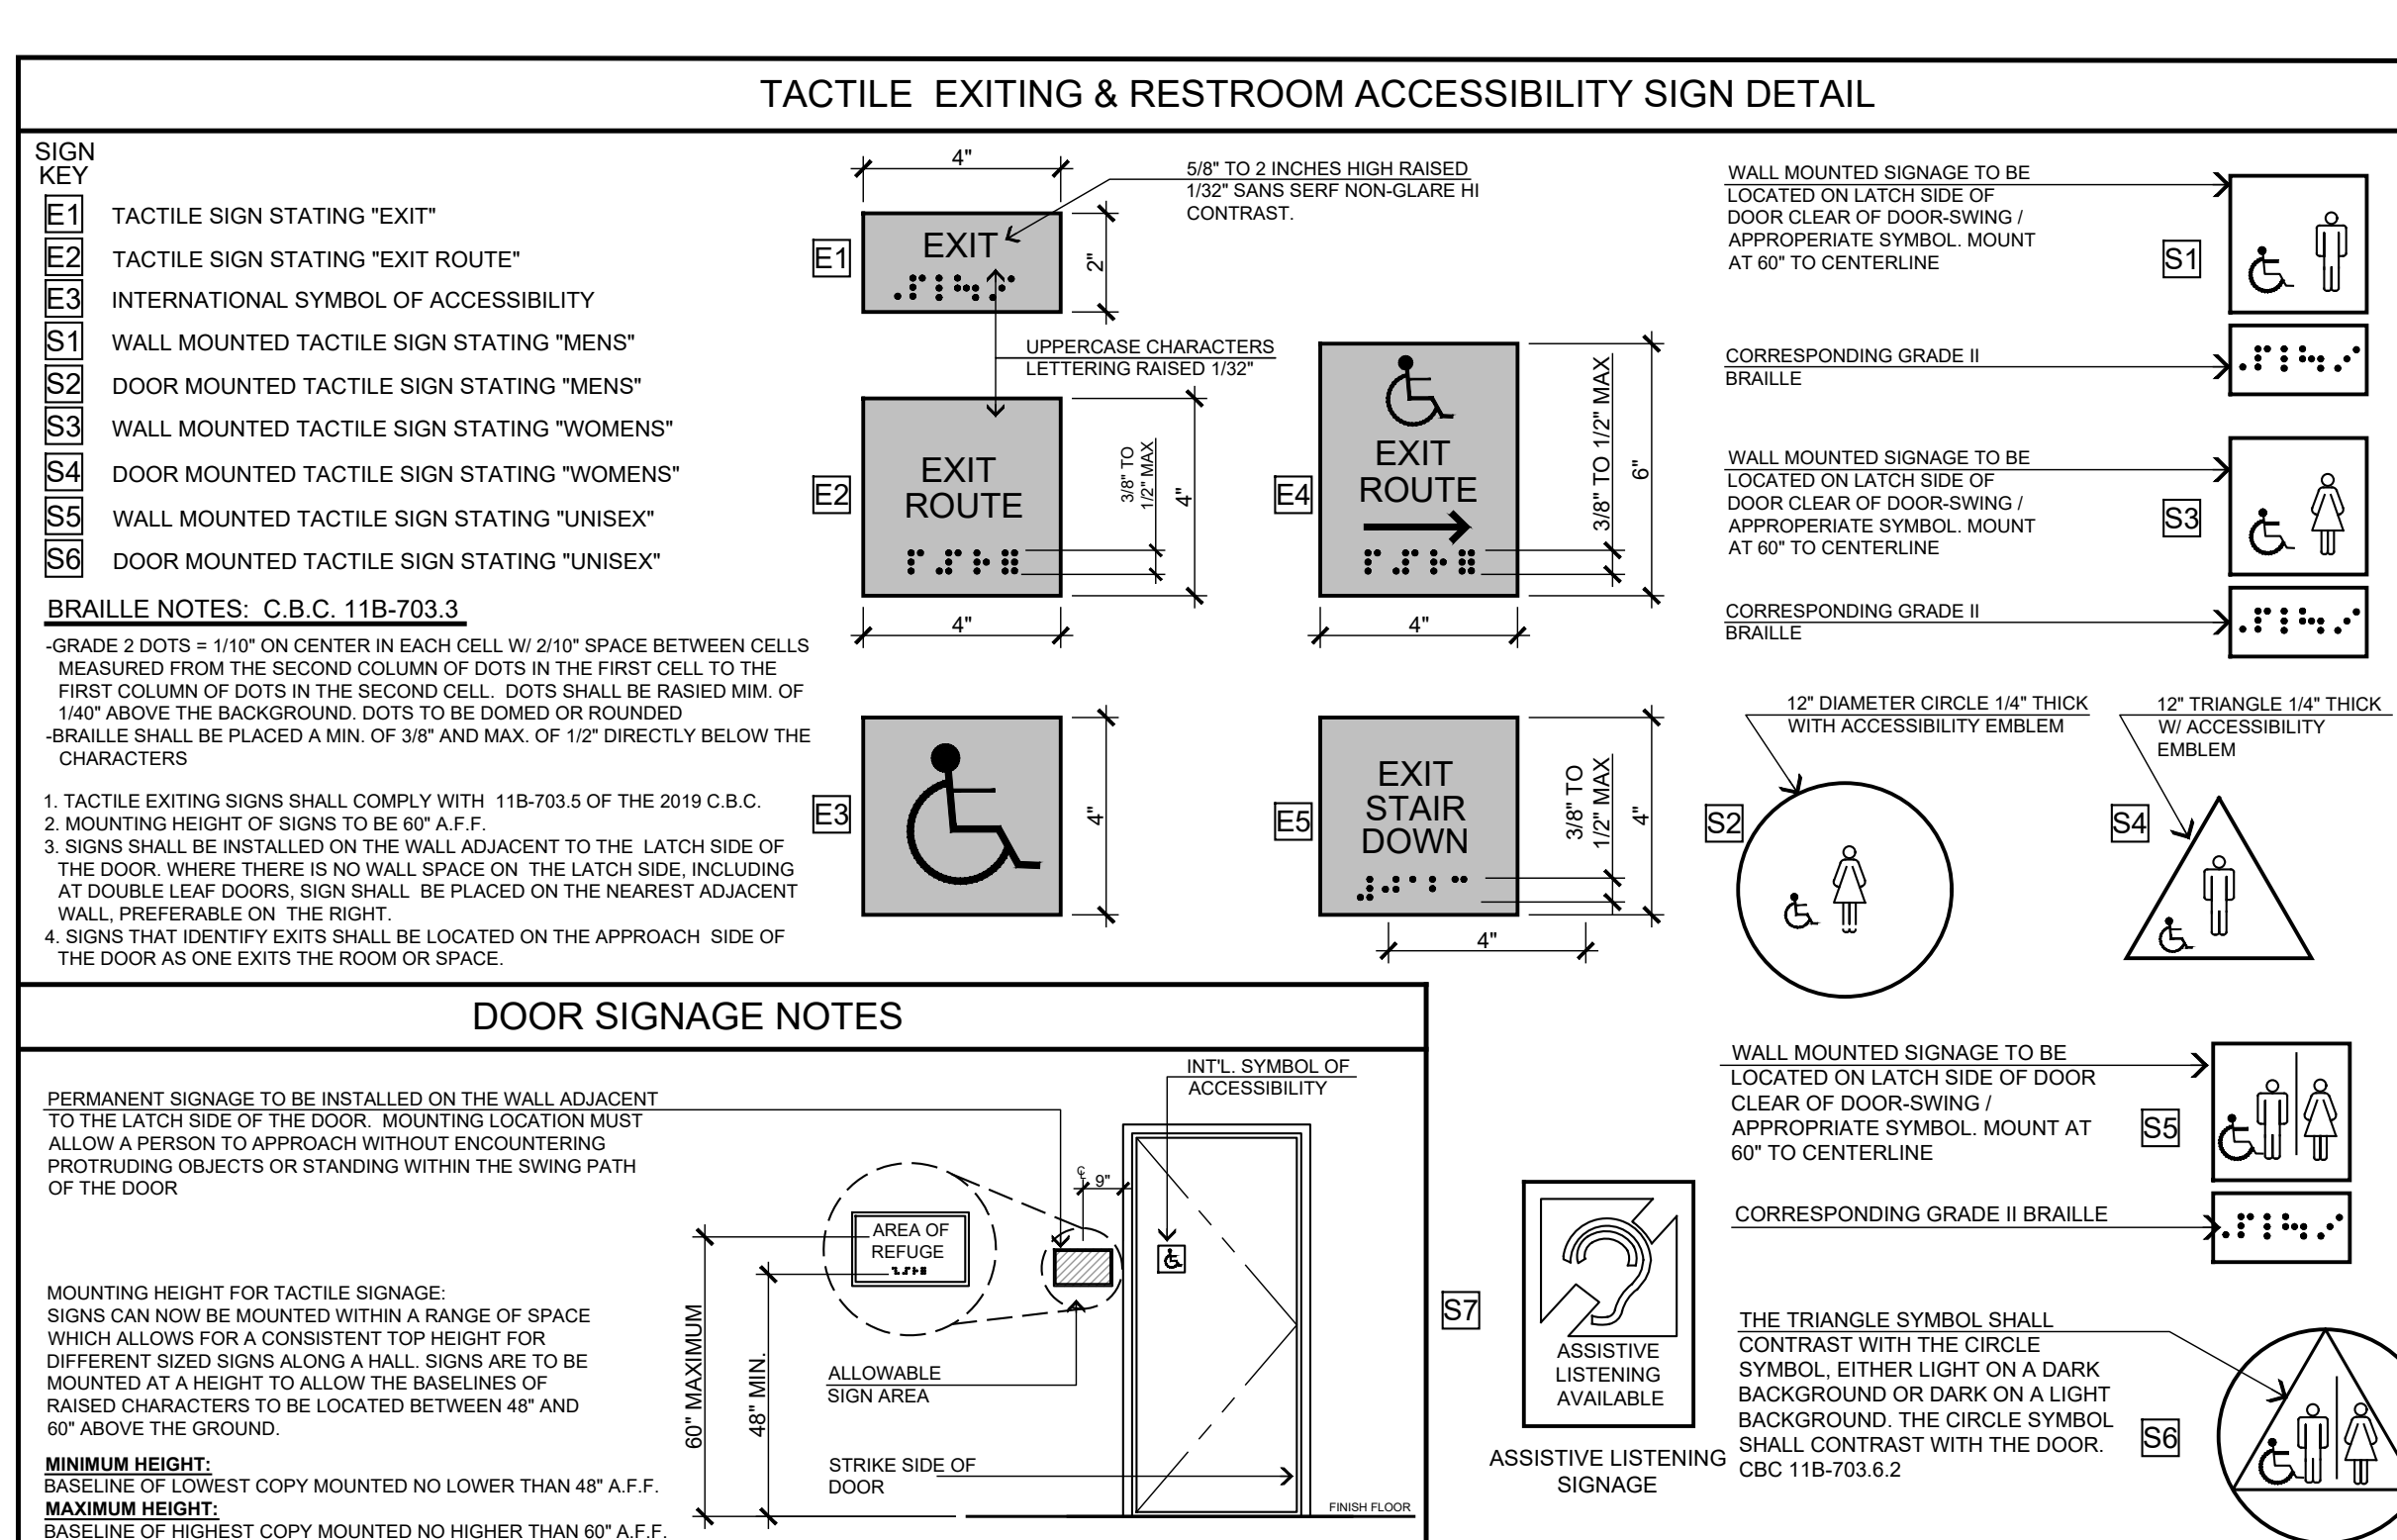 TACTILE EXITING & RESTROOM ACCESSIBILITY SIGN DETAIL
SIGN
KEY
E1 TACTILE SIGN STATING "EXIT"
E2 TACTILE SIGN STATING "EXIT ROUTE"
E3 INTERNATIONAL SYMBOL OF ACCESSIBILITY
S1 WALL MOUNTED TACTILE SIGN STATING "MENS"
S2 DOOR MOUNTED TACTILE SIGN STATING "MENS"
S3 WALL MOUNTED TACTILE SIGN STATING "WOMENS"
S4 DOOR MOUNTED TACTILE SIGN STATING "WOMENS"
S5 WALL MOUNTED TACTILE SIGN STATING "UNISEX"
S6 DOOR MOUNTED TACTILE SIGN STATING "UNISEX"
BRAILLE NOTES: C.B.C. 11B-703.3
-GRADE 2 DOTS = 1/10" ON CENTER IN EACH CELL W/ 2/10" SPACE BETWEEN CELLS
MEASURED FROM THE SECOND COLUMN OF DOTS IN THE FIRST CELL TO THE
FIRST COLUMN OF DOTS IN THE SECOND CELL. DOTS SHALL BE RASIED MIM. OF
1/40" ABOVE THE BACKGROUND. DOTS TO BE DOMED OR ROUNDED
-BRAILLE SHALL BE PLACED A MIN. OF 3/8" AND MAX. OF 1/2" DIRECTLY BELOW THE
CHARACTERS
1. TACTILE EXITING SIGNS SHALL COMPLY WITH 11B-703.5 OF THE 2019 C.B.C.
2. MOUNTING HEIGHT OF SIGNS TO BE 60" A.F.F.
3. SIGNS SHALL BE INSTALLED ON THE WALL ADJACENT TO THE LATCH SIDE OF
THE DOOR. WHERE THERE IS NO WALL SPACE ON THE LATCH SIDE, INCLUDING
AT DOUBLE LEAF DOORS, SIGN SHALL BE PLACED ON THE NEAREST ADJACENT
WALL, PREFERABLE ON THE RIGHT.
4. SIGNS THAT IDENTIFY EXITS SHALL BE LOCATED ON THE APPROACH SIDE OF
THE DOOR AS ONE EXITS THE ROOM OR SPACE.
4"
5/8" TO 2 INCHES HIGH RAISED
1/32" SANS SERF NON-GLARE HI
CONTRAST.
E1
EXIT
2"
UPPERCASE CHARACTERS
LETTERING RAISED 1/32"
E2
EXIT
ROUTE
3/8" TO
1/2" MAX
4"
4"
E4
EXIT
ROUTE
3/8" TO 1/2" MAX
6"
4"
E3
4"
E5
EXIT
STAIR
DOWN
3/8" TO
1/2" MAX
4"
4"
WALL MOUNTED SIGNAGE TO BE
LOCATED ON LATCH SIDE OF
DOOR CLEAR OF DOOR-SWING /
APPROPERIATE SYMBOL. MOUNT
AT 60" TO CENTERLINE
S1
CORRESPONDING GRADE II
BRAILLE
WALL MOUNTED SIGNAGE TO BE
LOCATED ON LATCH SIDE OF
DOOR CLEAR OF DOOR-SWING /
APPROPERIATE SYMBOL. MOUNT
AT 60" TO CENTERLINE
S3
CORRESPONDING GRADE II
BRAILLE
12" DIAMETER CIRCLE 1/4" THICK
WITH ACCESSIBILITY EMBLEM
S2
12" TRIANGLE 1/4" THICK
W/ ACCESSIBILITY
EMBLEM
S4
DOOR SIGNAGE NOTES
PERMANENT SIGNAGE TO BE INSTALLED ON THE WALL ADJACENT
TO THE LATCH SIDE OF THE DOOR. MOUNTING LOCATION MUST
ALLOW A PERSON TO APPROACH WITHOUT ENCOUNTERING
PROTRUDING OBJECTS OR STANDING WITHIN THE SWING PATH
OF THE DOOR
MOUNTING HEIGHT FOR TACTILE SIGNAGE:
SIGNS CAN NOW BE MOUNTED WITHIN A RANGE OF SPACE
WHICH ALLOWS FOR A CONSISTENT TOP HEIGHT FOR
DIFFERENT SIZED SIGNS ALONG A HALL. SIGNS ARE TO BE
MOUNTED AT A HEIGHT TO ALLOW THE BASELINES OF
RAISED CHARACTERS TO BE LOCATED BETWEEN 48" AND
60" ABOVE THE GROUND.
MINIMUM HEIGHT:
BASELINE OF LOWEST COPY MOUNTED NO LOWER THAN 48" A.F.F.
MAXIMUM HEIGHT:
BASELINE OF HIGHEST COPY MOUNTED NO HIGHER THAN 60" A.F.F.
INT'L. SYMBOL OF
ACCESSIBILITY
℄
9"
AREA OF
REFUGE
60" MAXIMUM
48" MIN.
ALLOWABLE
SIGN AREA
STRIKE SIDE OF
DOOR
FINISH FLOOR
S7
ASSISTIVE
LISTENING
AVAILABLE
ASSISTIVE LISTENING
SIGNAGE
WALL MOUNTED SIGNAGE TO BE
LOCATED ON LATCH SIDE OF DOOR
CLEAR OF DOOR-SWING /
APPROPRIATE SYMBOL. MOUNT AT
60" TO CENTERLINE
S5
CORRESPONDING GRADE II BRAILLE
THE TRIANGLE SYMBOL SHALL
CONTRAST WITH THE CIRCLE
SYMBOL, EITHER LIGHT ON A DARK
BACKGROUND OR DARK ON A LIGHT
BACKGROUND. THE CIRCLE SYMBOL
SHALL CONTRAST WITH THE DOOR.
CBC 11B-703.6.2
S6